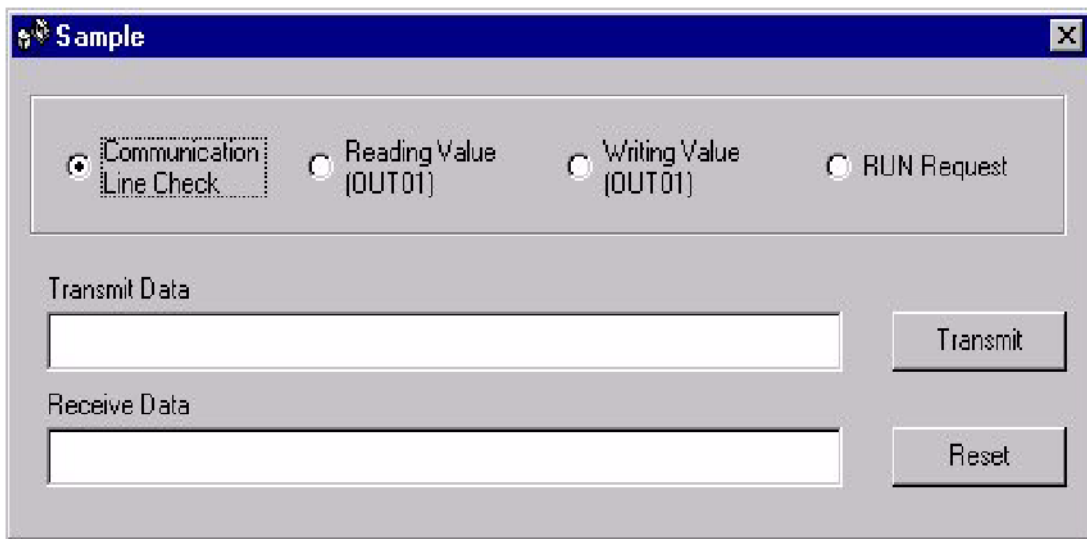 Sample
Communication
Line Check
Reading Value
(OUT01)
Writing Value
(OUT01)
RUN Request
Transmit Data
Transmit
Receive Data
Reset